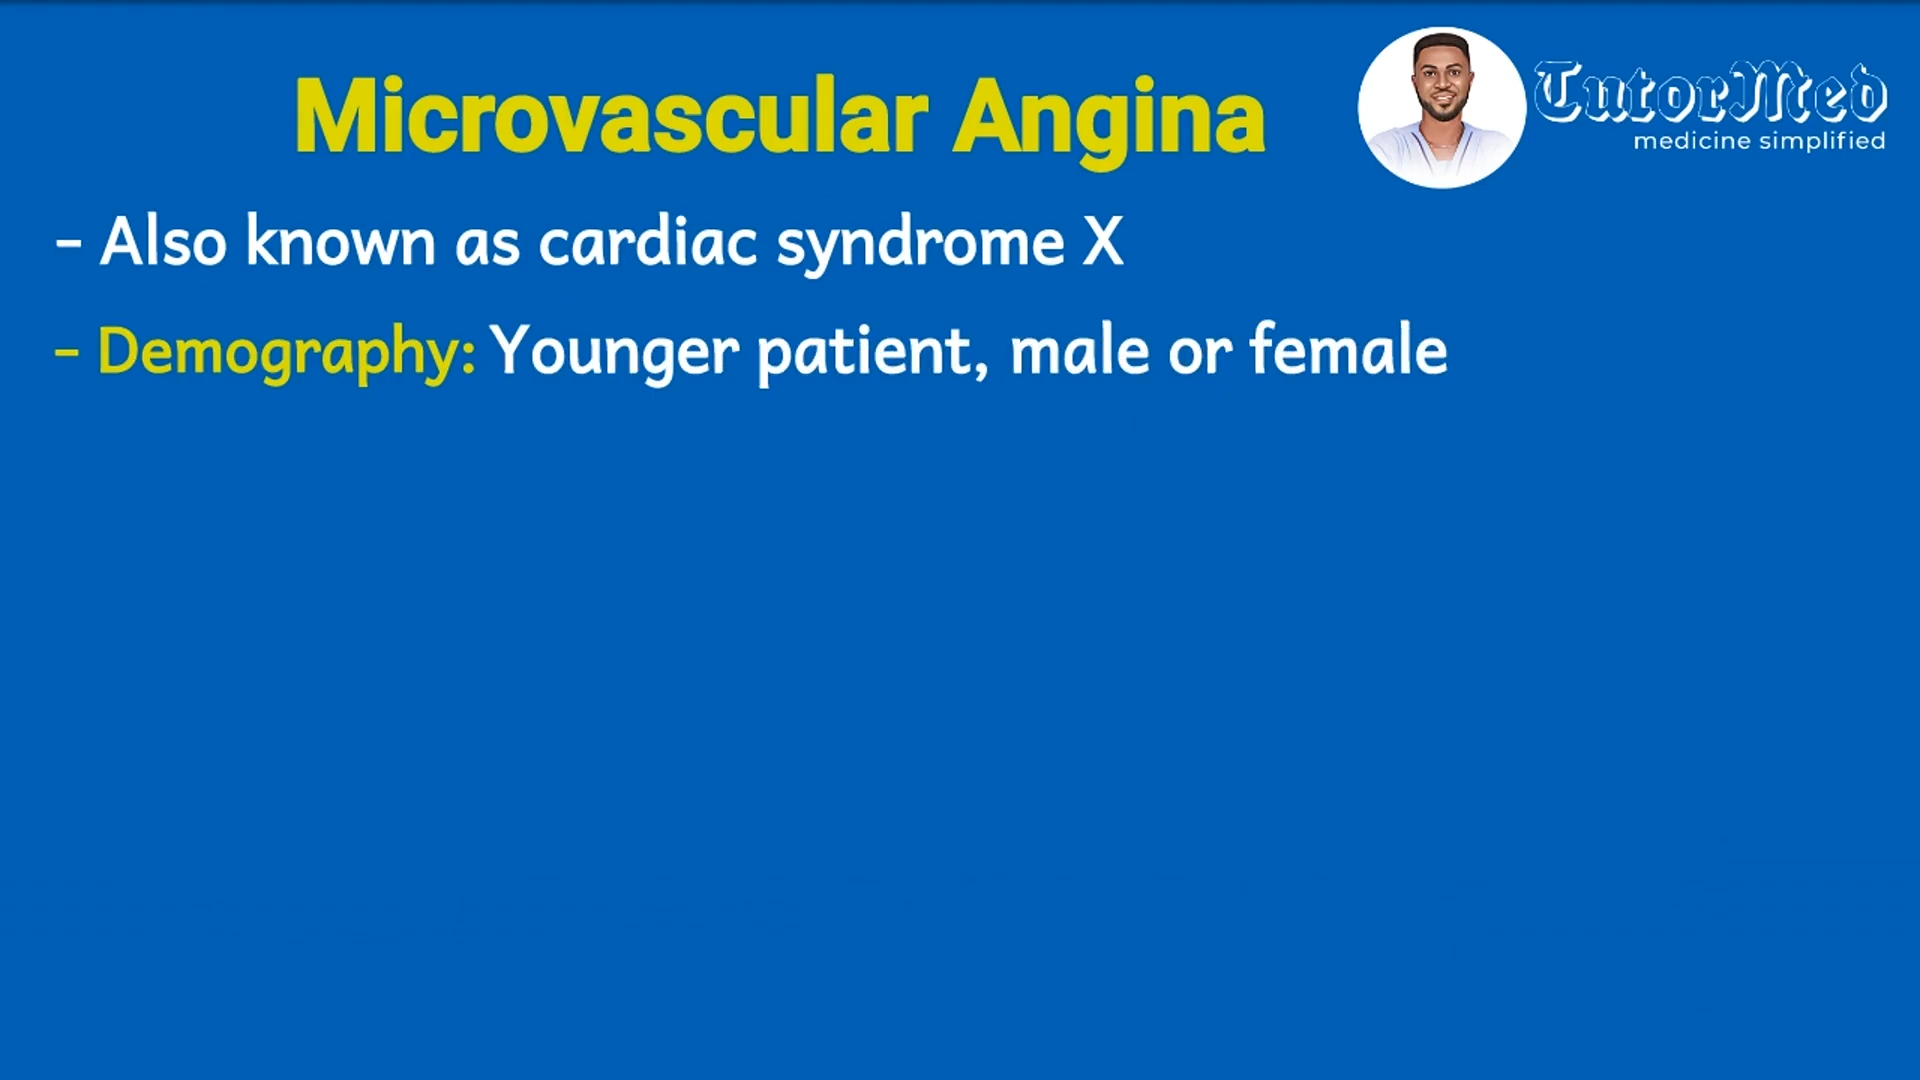 Microvascular Angina
TutorMed
medicine simplified
- Also known as cardiac syndrome X
- Demography: Younger patient, male or female